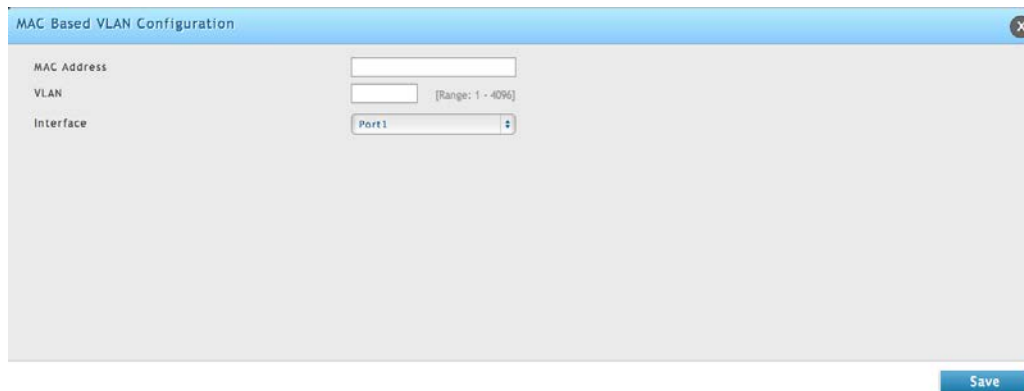 MAC Based VLAN Configuration
X
MAC Address
VLAN [Range: 1 - 4096]
Interface Port1
Save